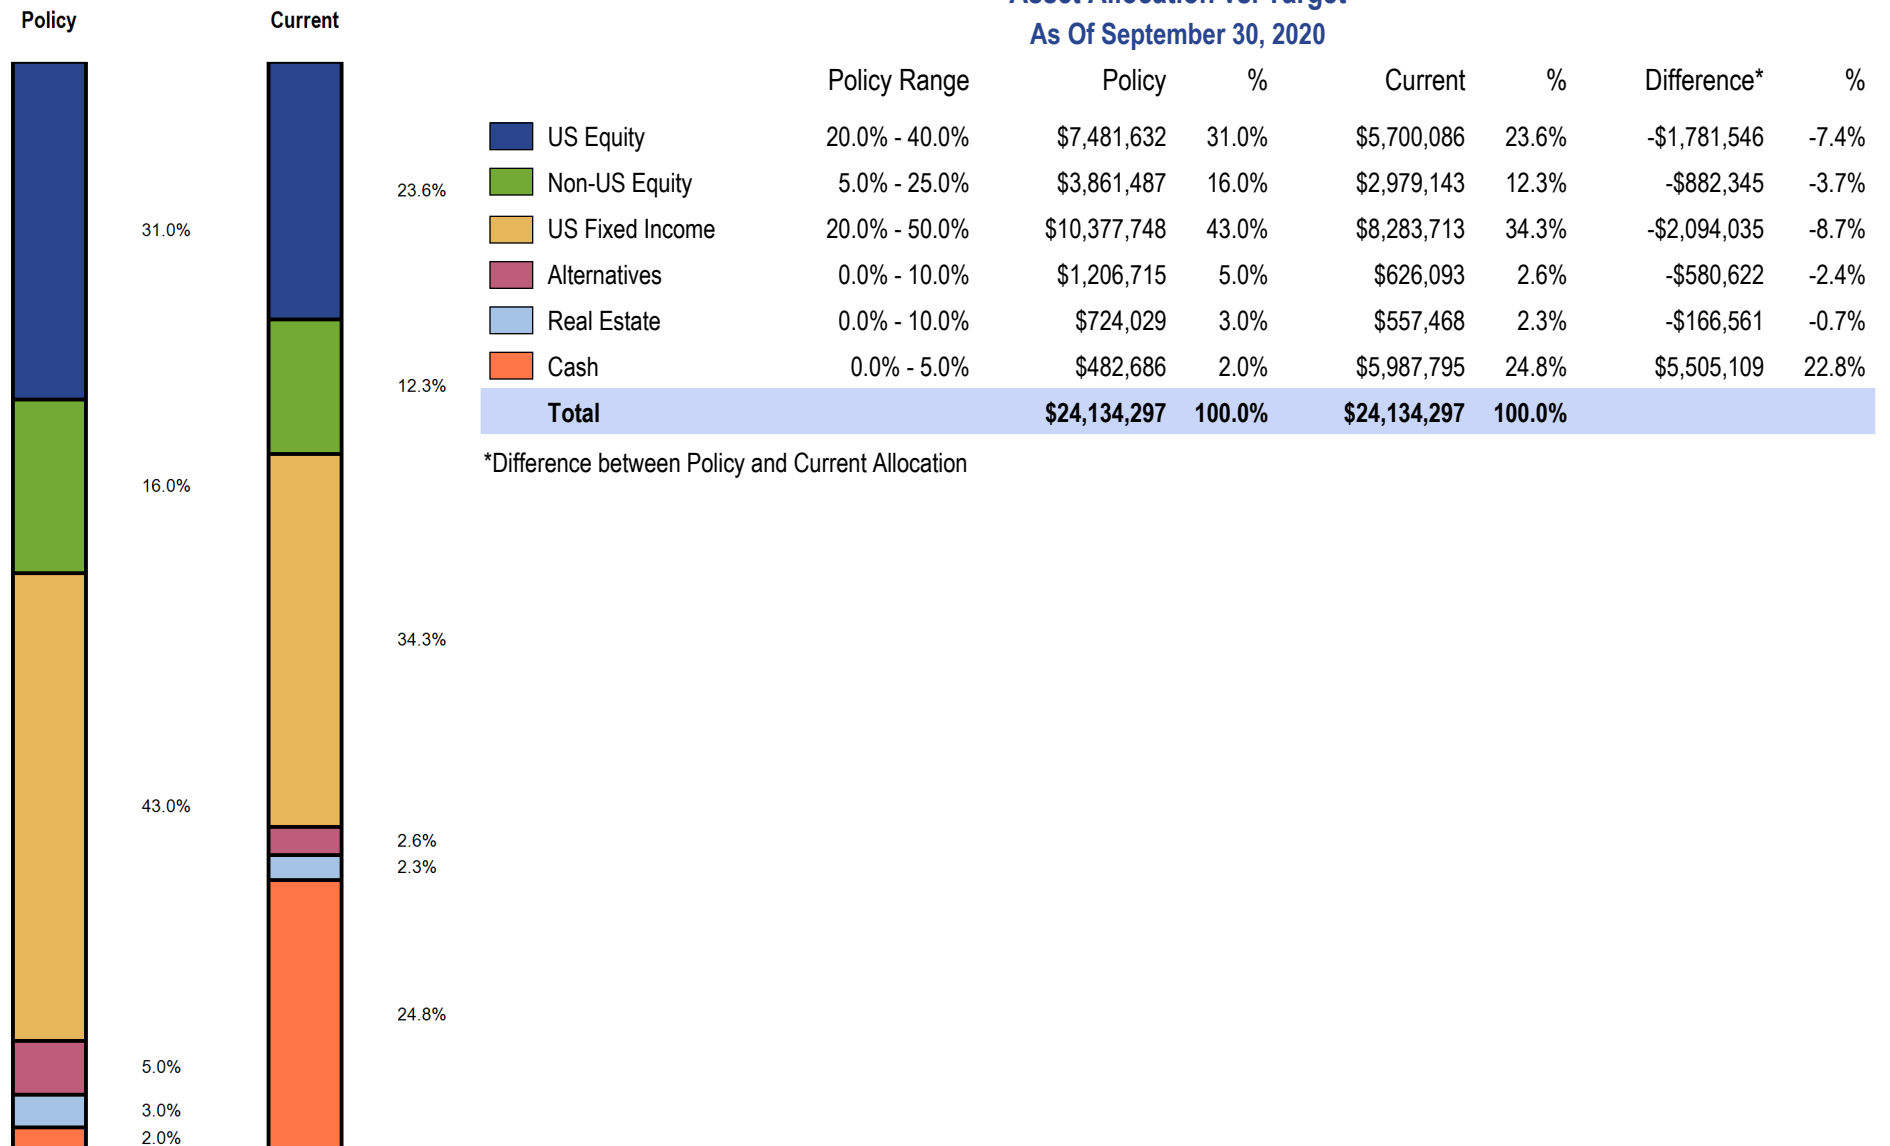 Policy
Current
Asset Allocation vs. Target
As Of September 30, 2020
Policy Range Policy % Current % Difference* %
US Equity 20.0% - 40.0% $7,481,632 31.0% $5,700,086 23.6% -$1,781,546 -7.4%
Non-US Equity 5.0% - 25.0% $3,861,487 16.0% $2,979,143 12.3% -$882,345 -3.7%
US Fixed Income 20.0% - 50.0% $10,377,748 43.0% $8,283,713 34.3% -$2,094,035 -8.7%
Alternatives 0.0% - 10.0% $1,206,715 5.0% $626,093 2.6% -$580,622 -2.4%
Real Estate 0.0% - 10.0% $724,029 3.0% $557,468 2.3% -$166,561 -0.7%
Cash 0.0% - 5.0% $482,686 2.0% $5,987,795 24.8% $5,505,109 22.8%
Total $24,134,297 100.0% $24,134,297 100.0%
*Difference between Policy and Current Allocation
31.0%
16.0%
43.0%
5.0%
3.0%
2.0%
23.6%
12.3%
34.3%
2.6%
2.3%
24.8%